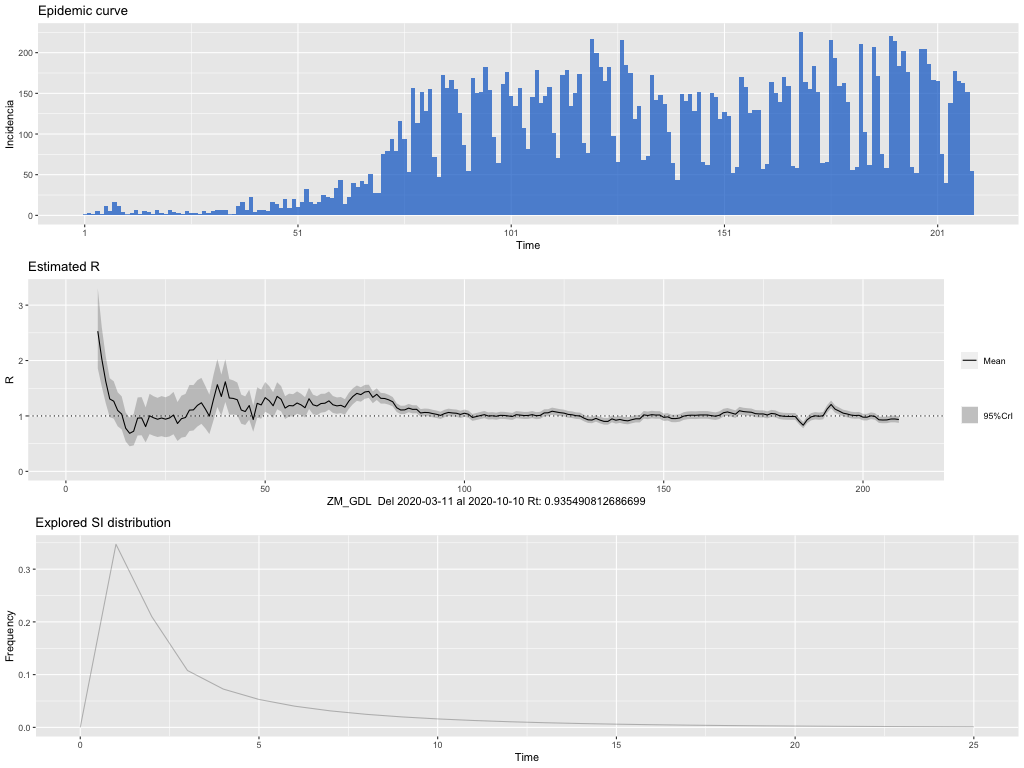 Epidemic curve
Incidencia
200
150
100
50
0
1 51 101 151 201
Time
Estimated R
R
3
2
1
0
0 50 100 150 200
ZM_GDL Del 2020-03-11 al 2020-10-10 Rt: 0.935490812686699
Mean
95%CrI
Explored SI distribution
Frequency
0.3
0.2
0.1
0.0
0 5 10 15 20 25
Time